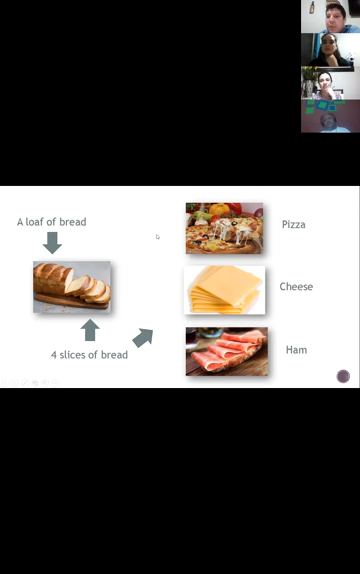 A loaf of bread
4 slices of bread
Pizza
Cheese
Ham